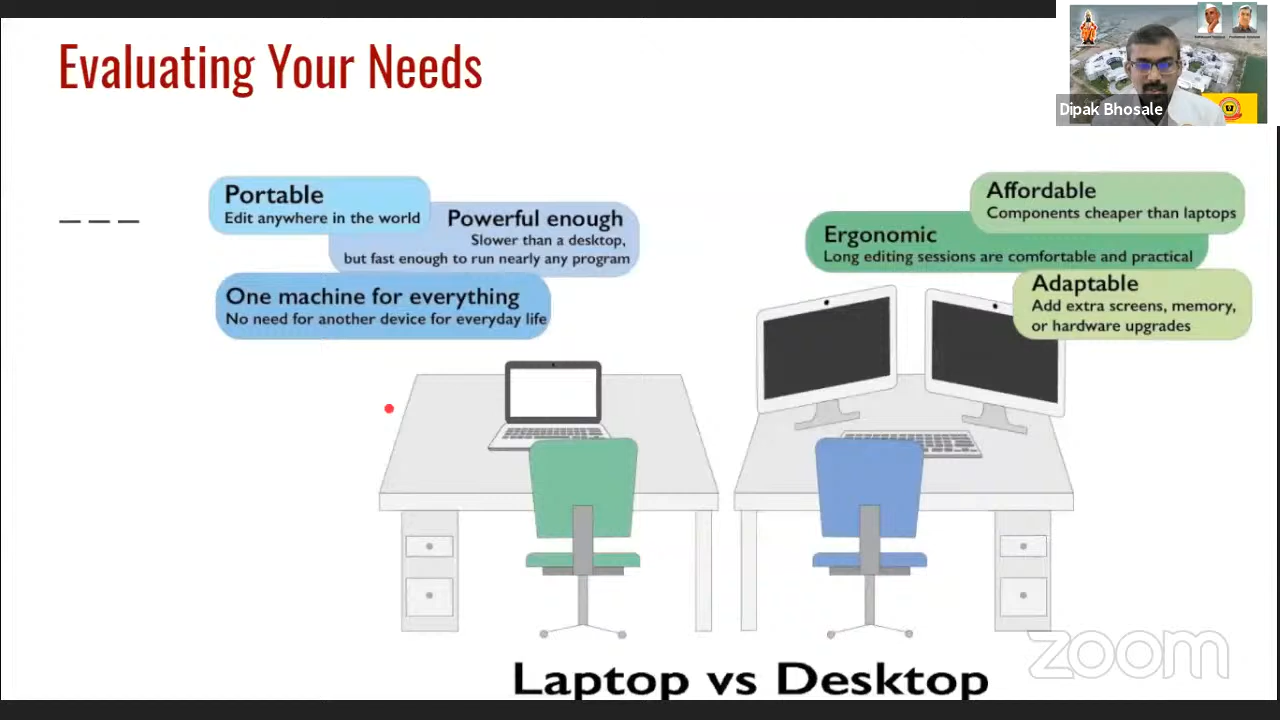 Evaluating Your Needs
Dipak Bhosale
Portable
Edit anywhere in the world
Powerful enough
Slower than a desktop,
but fast enough to run nearly any program
One machine for everything
No need for another device for everyday life
Affordable
Components cheaper than laptops
Ergonomic
Long editing sessions are comfortable and practical
Adaptable
Add extra screens, memory,
or hardware upgrades
zoom
Laptop vs Desktop